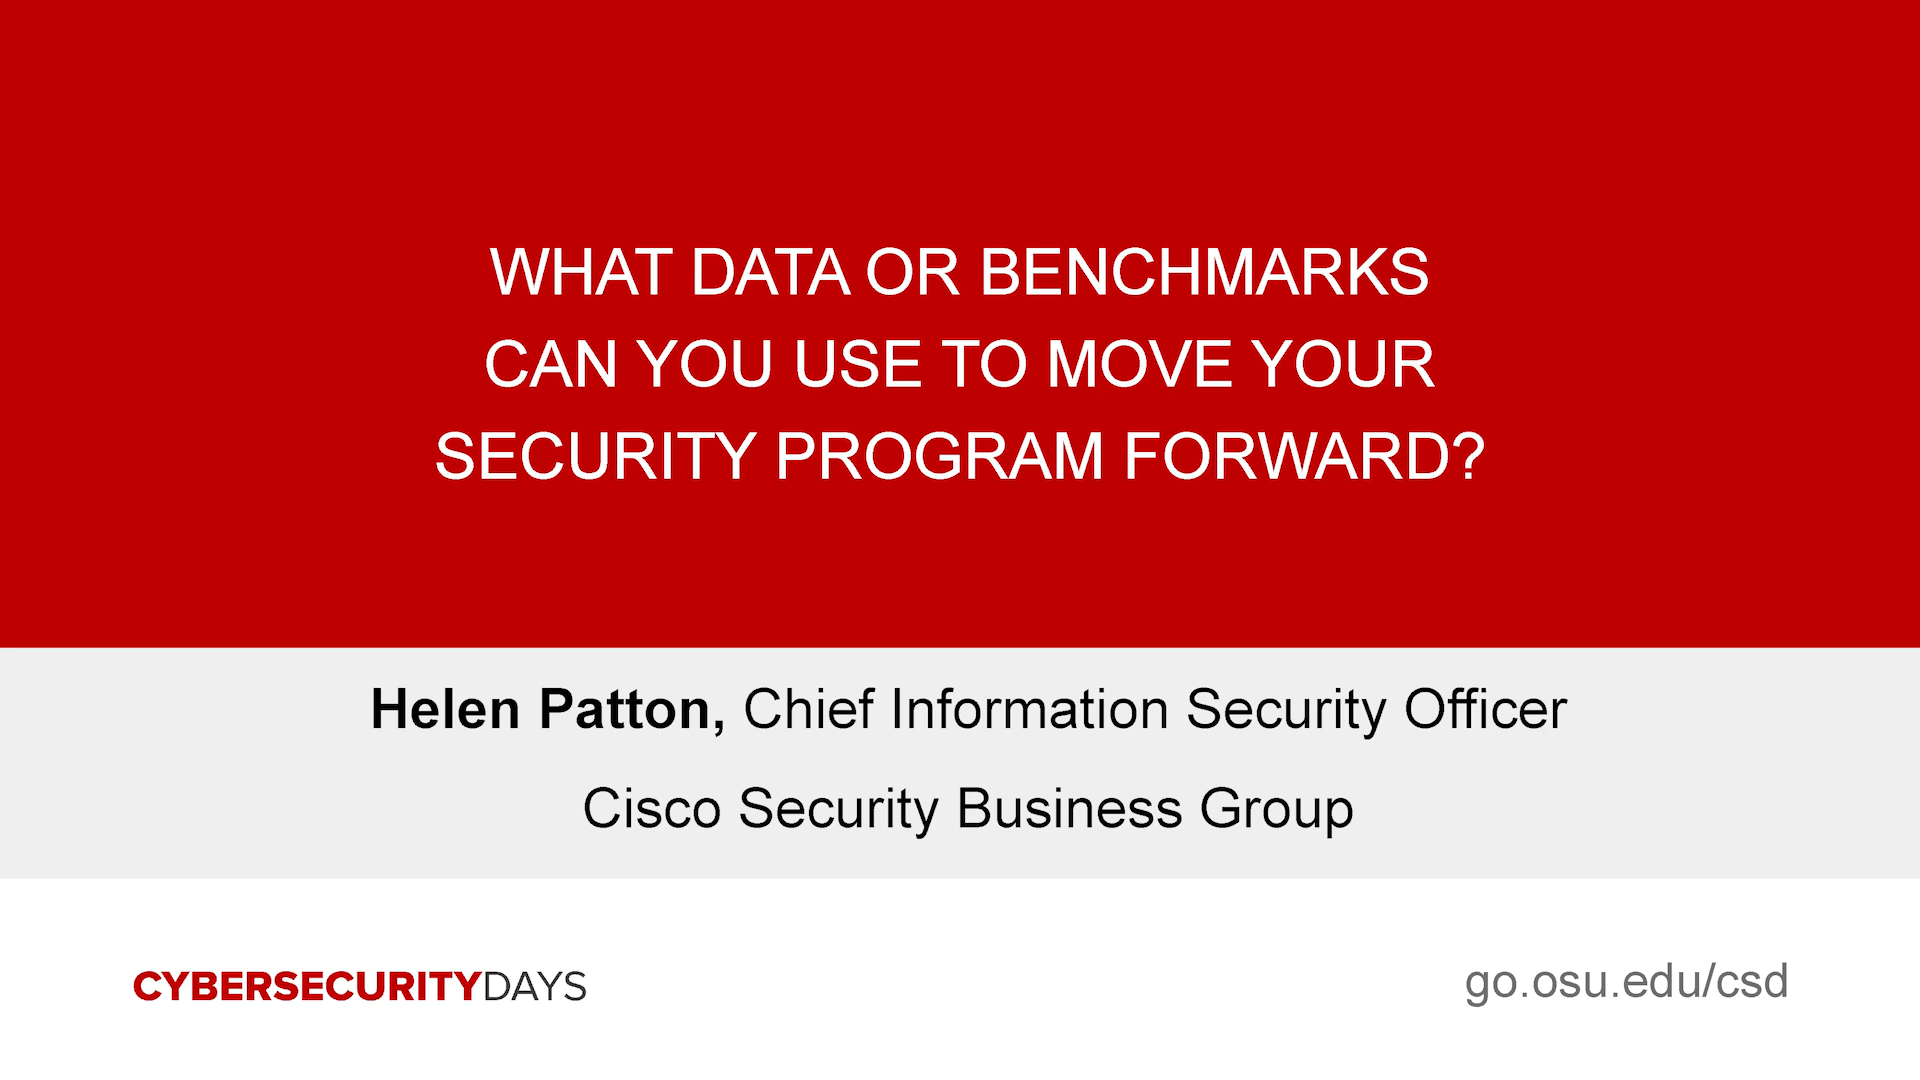 WHAT DATA OR BENCHMARKS
CAN YOU USE TO MOVE YOUR
SECURITY PROGRAM FORWARD?
Helen Patton, Chief Information Security Officer
Cisco Security Business Group
CYBERSECURITYDAYS
go.osu.edu/csd